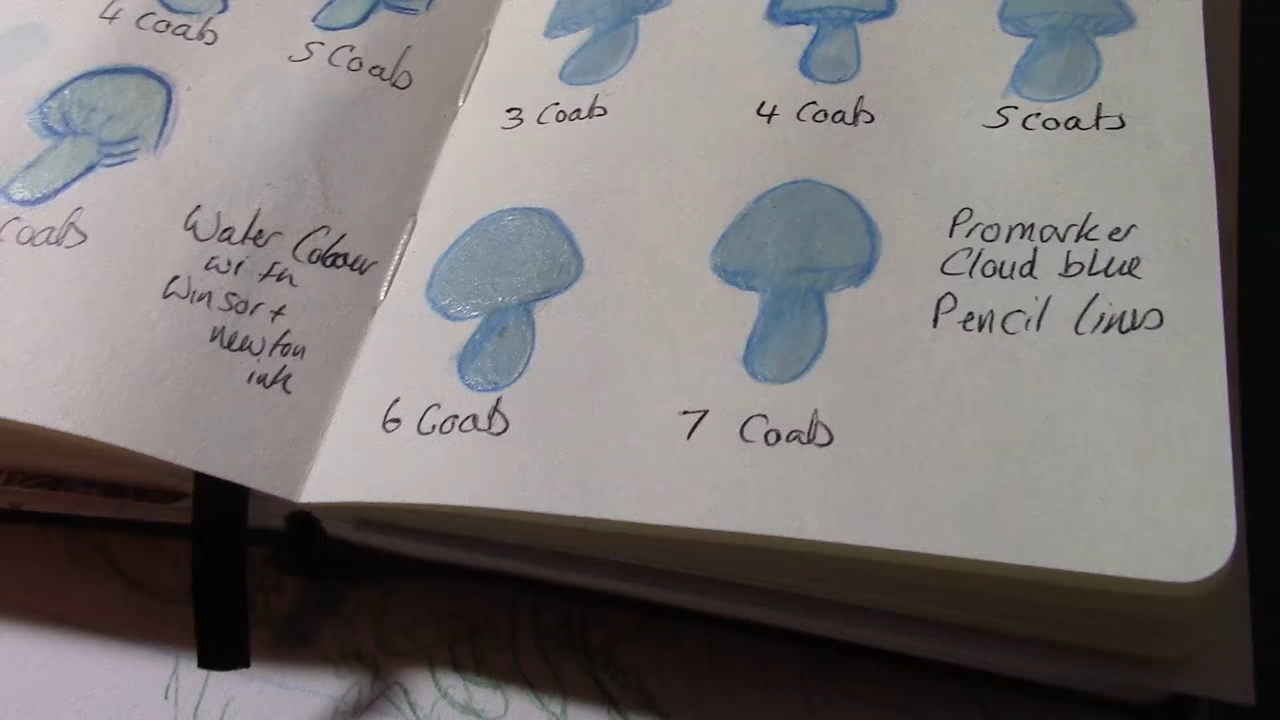 4 Coats
5 Coats
Coats
Water Colour
with
Winsor +
newton
ink
3 Coats
4 Coats
5 coats
6 Coats
7 Coats
Promarker
Cloud blue
Pencil lines